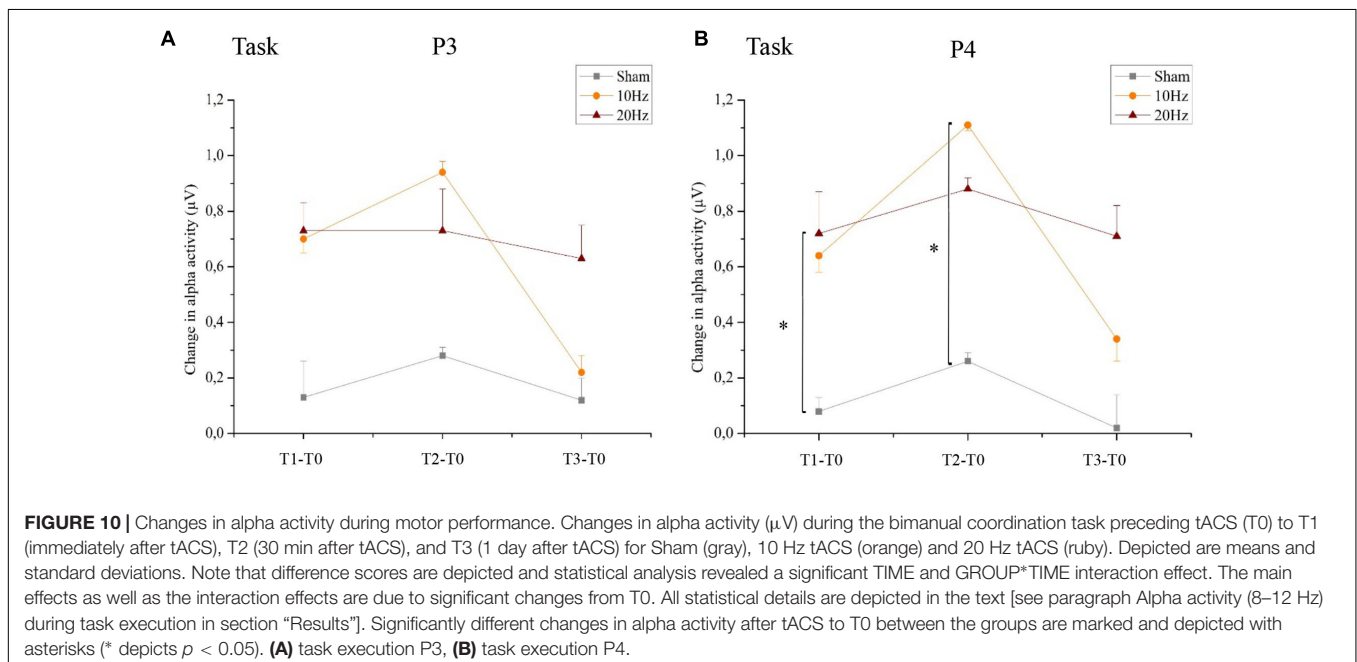 A Task P3
Sham
10Hz
20Hz
Change in alpha activity (µV)
1,2
1,0
0,8
0,6
0,4
0,2
0,0
T1-T0 T2-T0 T3-T0
B Task P4
Sham
10Hz
20Hz
Change in alpha activity (µV)
1,2
1,0
0,8
0,6
0,4
0,2
0,0
*
*
T1-T0 T2-T0 T3-T0
FIGURE 10 | Changes in alpha activity during motor performance. Changes in alpha activity (µV) during the bimanual coordination task preceding tACS (T0) to T1
(immediately after tACS), T2 (30 min after tACS), and T3 (1 day after tACS) for Sham (gray), 10 Hz tACS (orange) and 20 Hz tACS (ruby). Depicted are means and
standard deviations. Note that difference scores are depicted and statistical analysis revealed a significant TIME and GROUP*TIME interaction effect. The main
effects as well as the interaction effects are due to significant changes from T0. All statistical details are depicted in the text [see paragraph Alpha activity (8–12 Hz)
during task execution in section “Results”]. Significantly different changes in alpha activity after tACS to T0 between the groups are marked and depicted with
asterisks (* depicts p < 0.05). (A) task execution P3, (B) task execution P4.